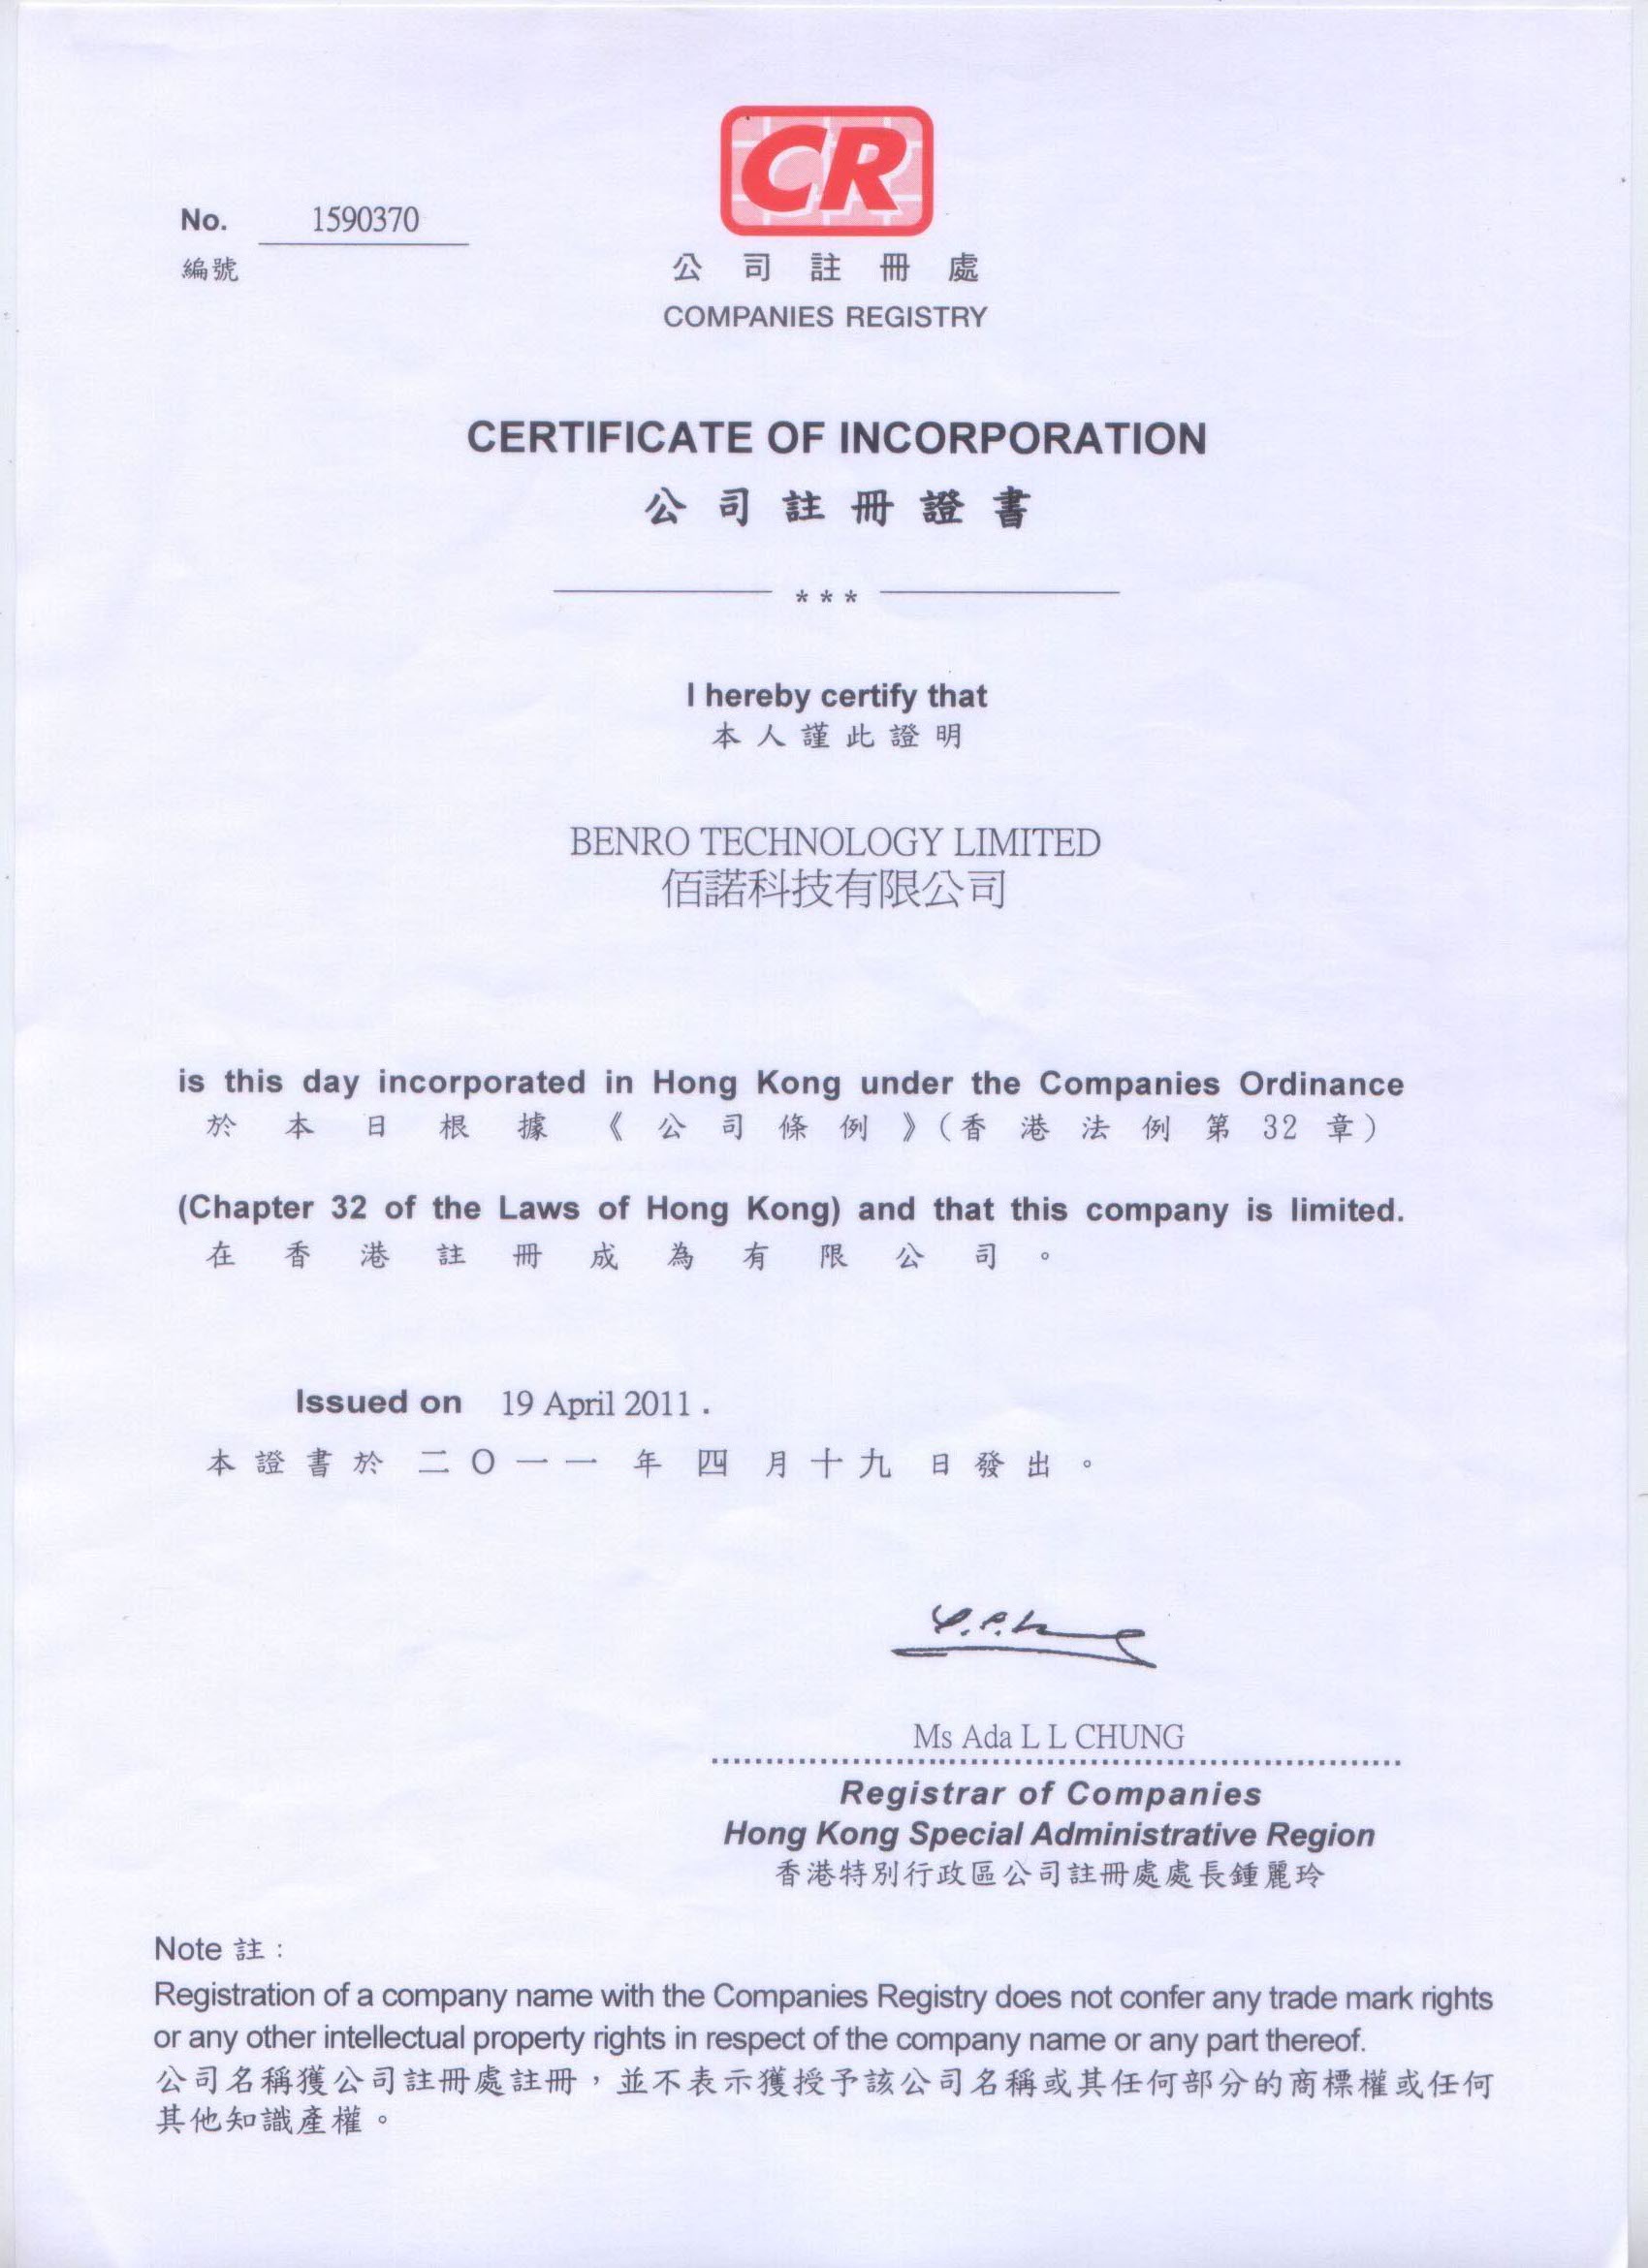 CR
No. 1590370
編號
公司註冊處
COMPANIES REGISTRY
CERTIFICATE OF INCORPORATION
公司註冊證書
***
I hereby certify that
本人謹此證明
BENRO TECHNOLOGY LIMITED
佰諾科技有限公司
is this day incorporated in Hong Kong under the Companies Ordinance
於本日根據《公司條例》(香港法例第32章)
(Chapter 32 of the Laws of Hong Kong) and that this company is limited.
在香港註冊成為有限公司。
Issued on 19 April 2011.
本證書於二O一一年四月十九日發出。
Ms Ada L L CHUNG
Registrar of Companies
Hong Kong Special Administrative Region
香港特別行政區公司註冊處處長鍾麗玲
Note 註:
Registration of a company name with the Companies Registry does not confer any trade mark rights
or any other intellectual property rights in respect of the company name or any part thereof.
公司名稱獲公司註冊處註冊，並不表示獲授予該公司名稱或其任何部分的商標權或任何
其他知識產權。